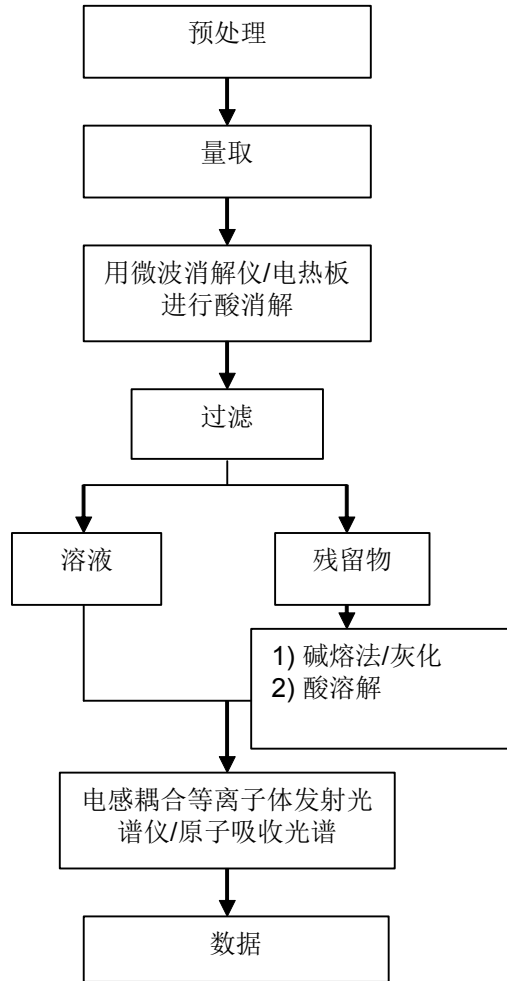 预处理
量取
用微波消解仪/电热板
进行酸消解
过滤
溶液
残留物
1) 碱熔法/灰化
2) 酸溶解
电感耦合等离子体发射光
谱仪/原子吸收光谱
数据